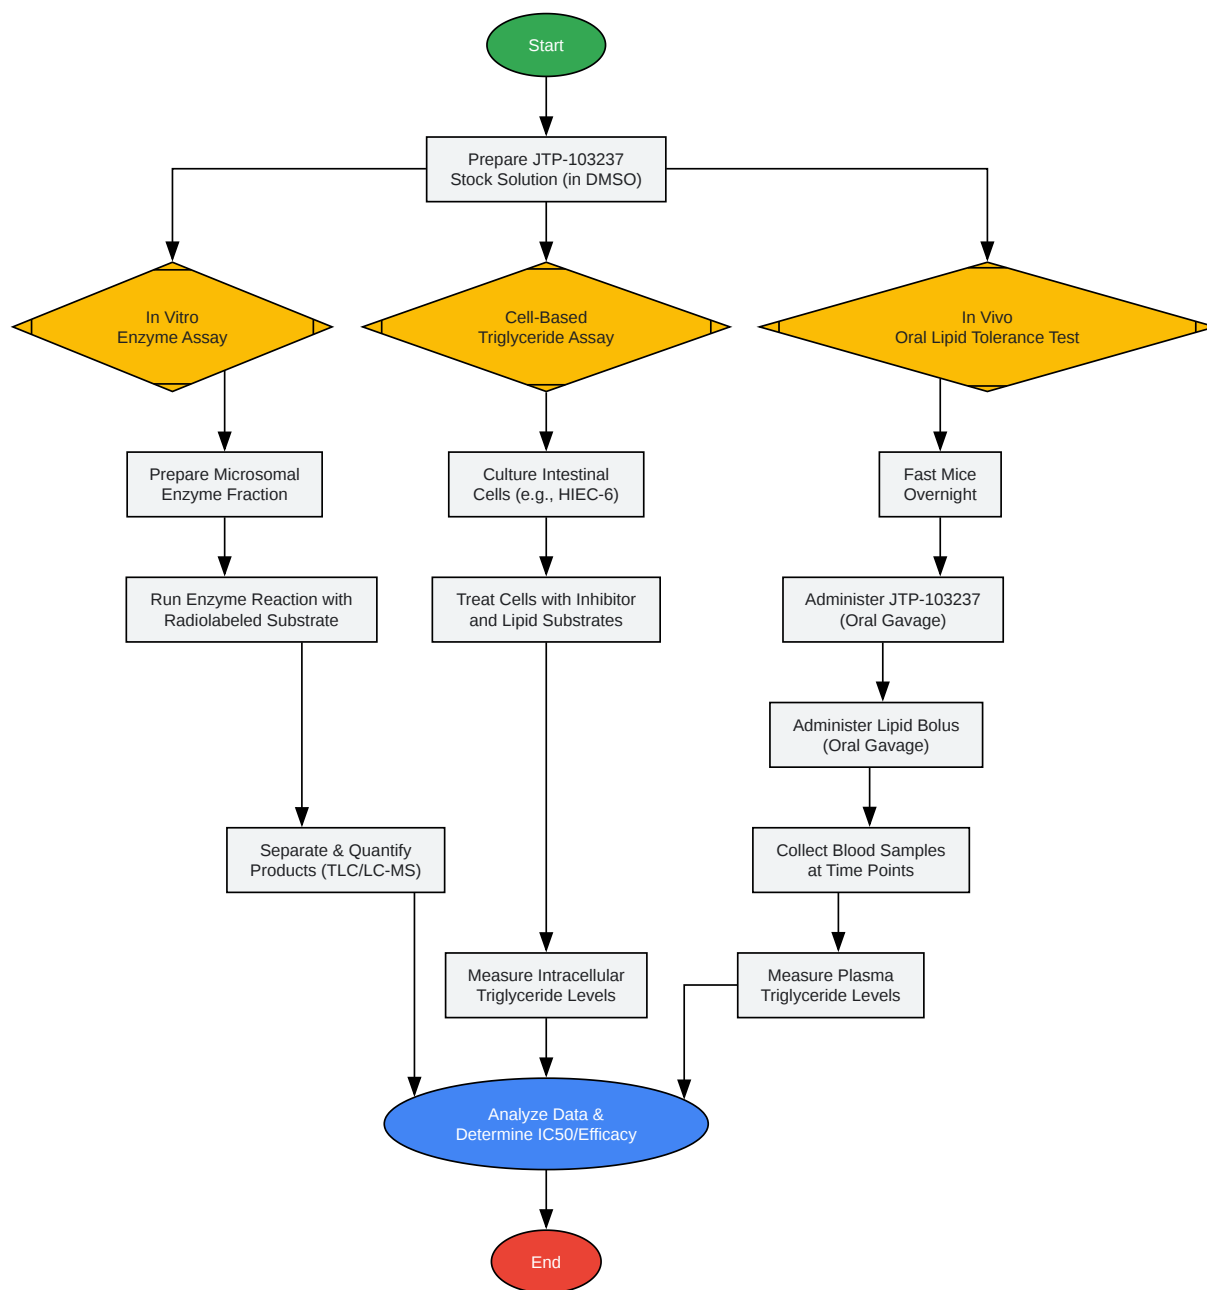 Start
Prepare JTP-103237
Stock Solution (in DMSO)
In Vitro
Enzyme Assay
Cell-Based
Triglyceride Assay
In Vivo
Oral Lipid Tolerance Test
Prepare Microsomal
Enzyme Fraction
Culture Intestinal
Cells (e.g., HIEC-6)
Fast Mice
Overnight
Run Enzyme Reaction with
Radiolabeled Substrate
Treat Cells with Inhibitor
and Lipid Substrates
Administer JTP-103237
(Oral Gavage)
Administer Lipid Bolus
(Oral Gavage)
Separate & Quantify
Products (TLC/LC-MS)
Collect Blood Samples
at Time Points
Measure Intracellular
Triglyceride Levels
Measure Plasma
Triglyceride Levels
Analyze Data &
Determine IC50/Efficacy
End